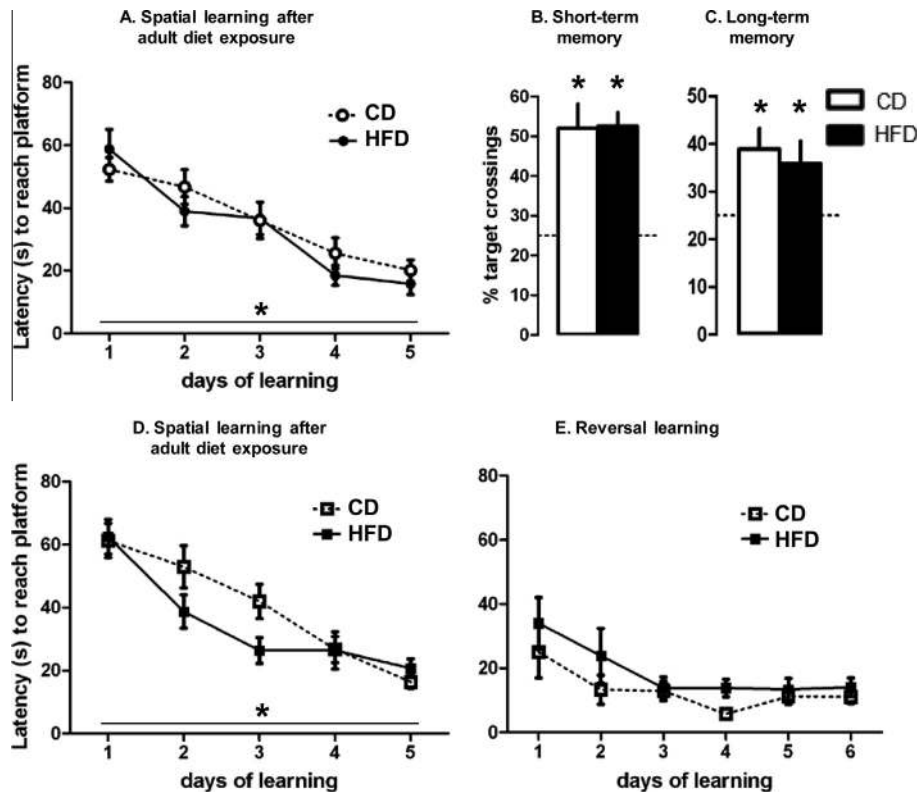 A. Spatial learning after
adult diet exposure
B. Short-term
memory
C. Long-term
memory
Latency (s) to reach platform
80
60
40
20
0
CD
HFD
*
1 2 3 4 5
days of learning
% target crossings
60
50
40
30
20
10
0
* *
50
40
30
20
10
0
* *
CD
HFD
D. Spatial learning after
adult diet exposure
E. Reversal learning
Latency (s) to reach platform
80
60
40
20
0
CD
HFD
*
1 2 3 4 5
days of learning
80
60
40
20
0
CD
HFD
1 2 3 4 5 6
days of learning